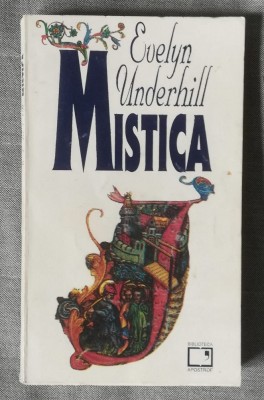 Evelyn
Underhill
MISTICA
BIBLIOTECA
APOSTROF